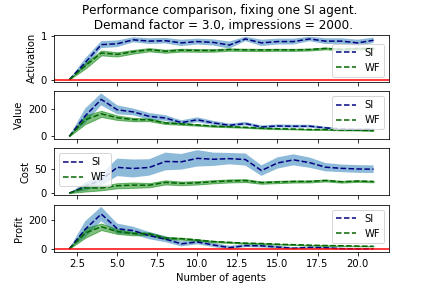 Performance comparison, fixing one SI agent.
Demand factor = 3.0, impressions = 2000.
Activation
1
0
SI
WF
Value
200
0
SI
WF
Cost
50
0
SI
WF
Profit
200
0
SI
WF
2.5 5.0 7.5 10.0 12.5 15.0 17.5 20.0
Number of agents